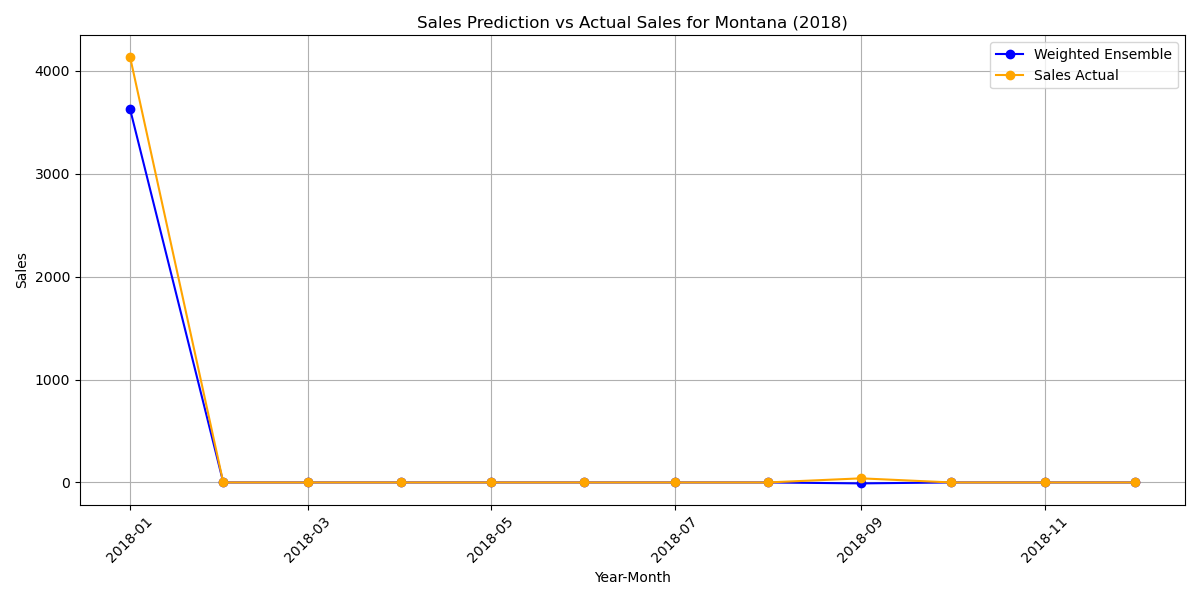 Sales Prediction vs Actual Sales for Montana (2018)
Weighted Ensemble
Sales Actual
Sales
4000
3000
2000
1000
0
2018-01
2018-03
2018-05
2018-07
2018-09
2018-11
Year-Month